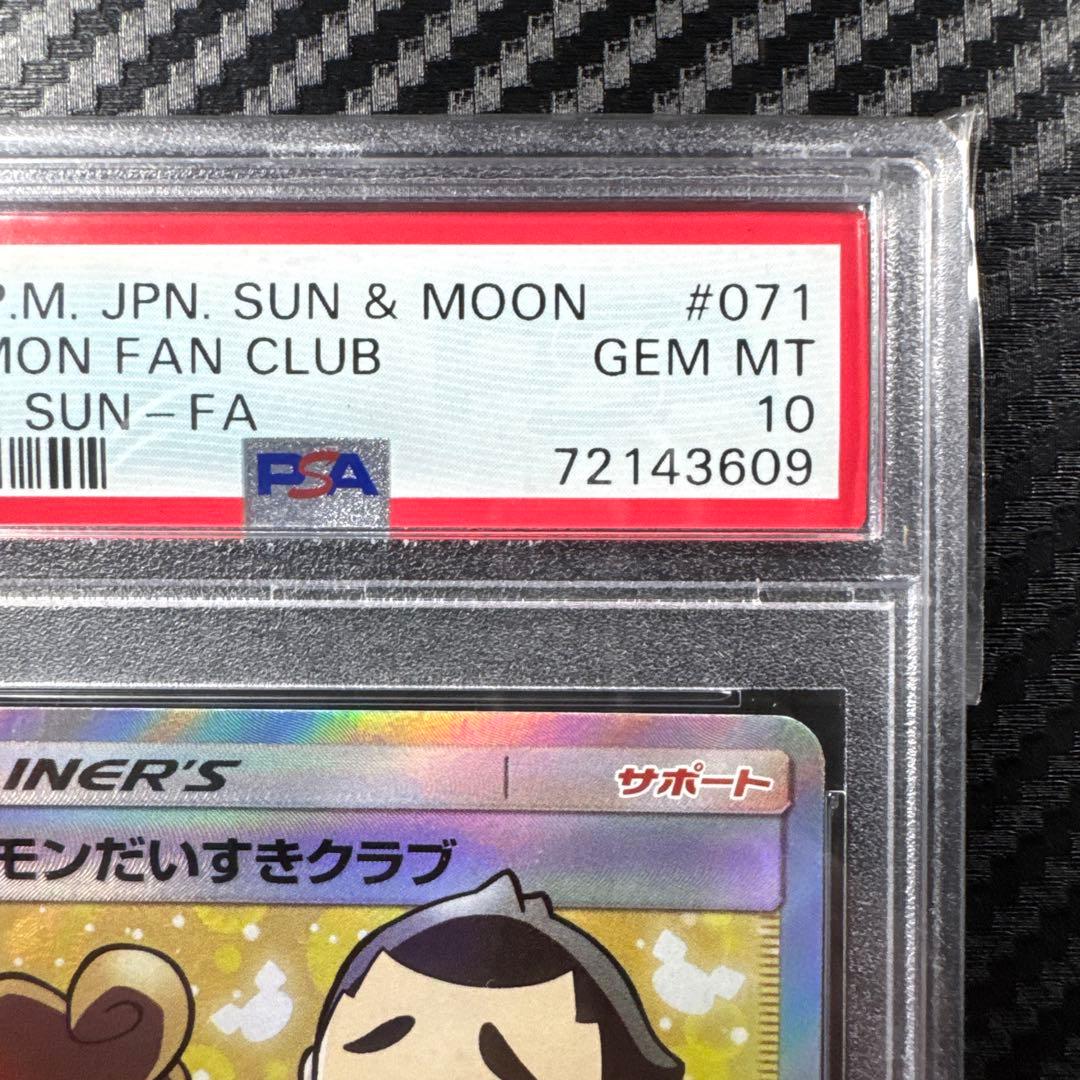 P.M. JPN. SUN & MOON #071
MON FAN CLUB GEM MT
SUN-FA 10
PSA 72143609
INER'S サポート
モンだいすきクラブ